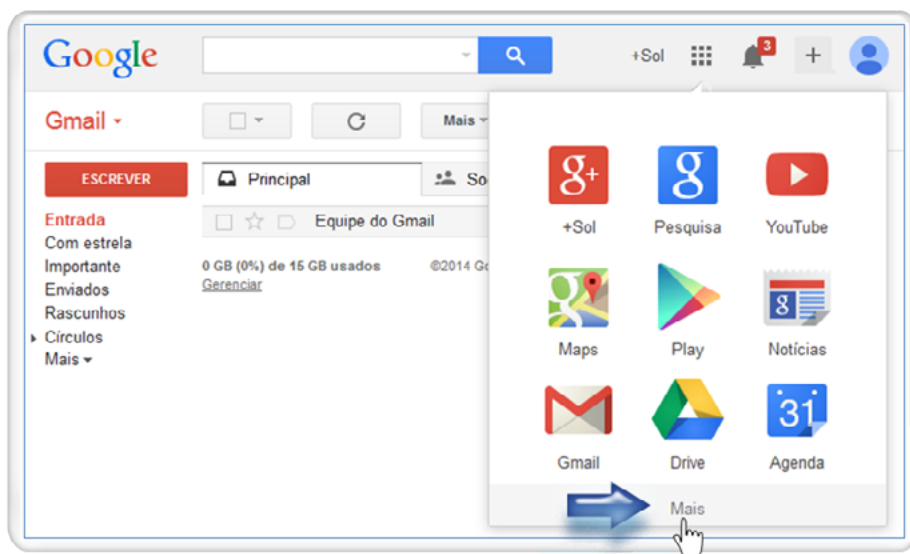 Google
+Sol
3
Gmail
Mais
ESCREVER
Principal
So
Entrada
Equipe do Gmail
Com estrela
Importante
0 GB (0%) de 15 GB usados
©2014 Go
Enviados
Gerenciar
Rascunhos
Círculos
Mais
g+
+Sol
8
Pesquisa
YouTube
Maps
Play
8
Notícias
Gmail
Drive
31
Agenda
Mais